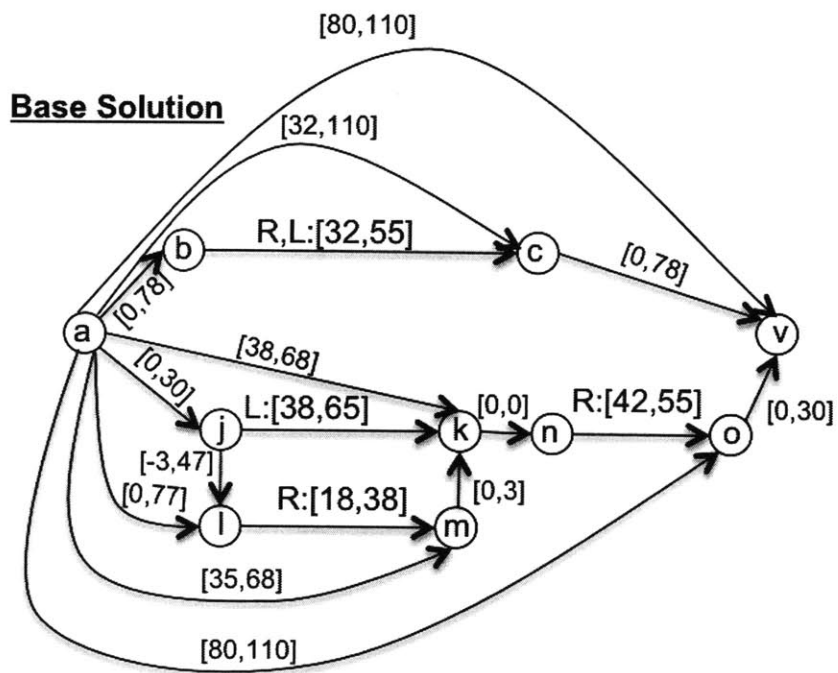 [80,110]
Base Solution
[32,110]
b
R,L:[32,55]
c
[0,78]
[0,78]
a
v
[38,68]
[0,30]
L:[38,65]
[0,0]
R:[42,55]
j
k
n
o
[0,30]
[-3,47]
[0,77]
R:[18,38]
[0,3]
l
m
[35,68]
[80,110]